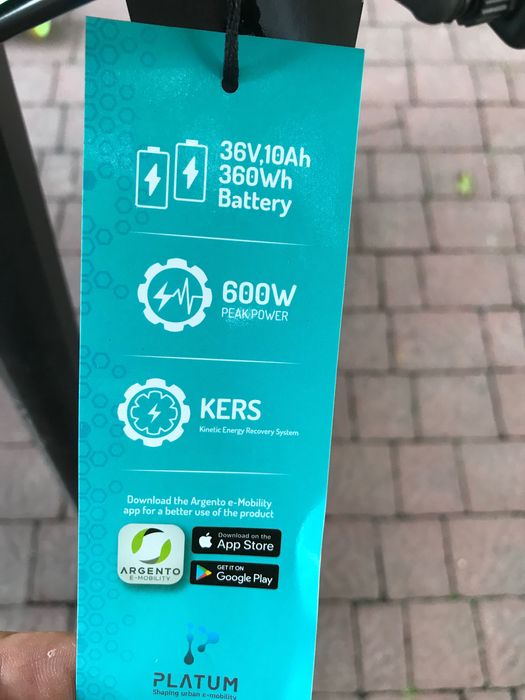 36V,10Ah
360Wh
Battery
600W
PEAK POWER
KERS
Kinetic Energy Recovery System
Download the Argento e-Mobility
app for a better use of the product
ARGENTO
E-MOBILITY
Download on the
App Store
GET IT ON
Google Play
PLATUM
Shaping urban e-mobility